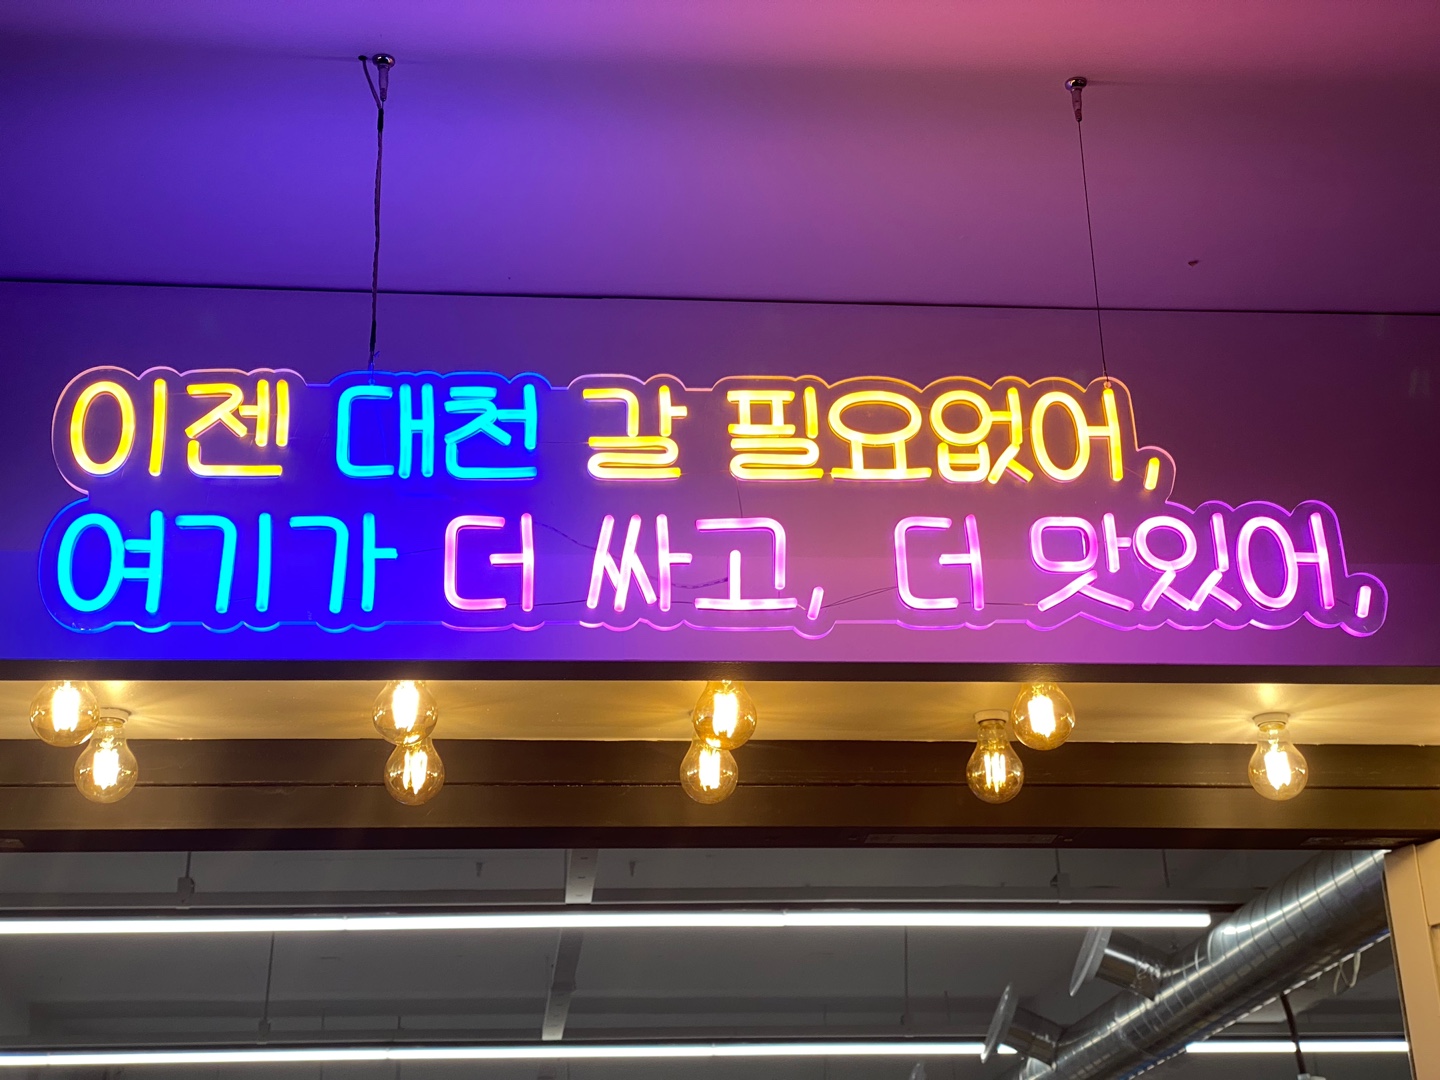 이젠 대천 갈 필요없어,
여기가 더 싸고, 더 맛있어,